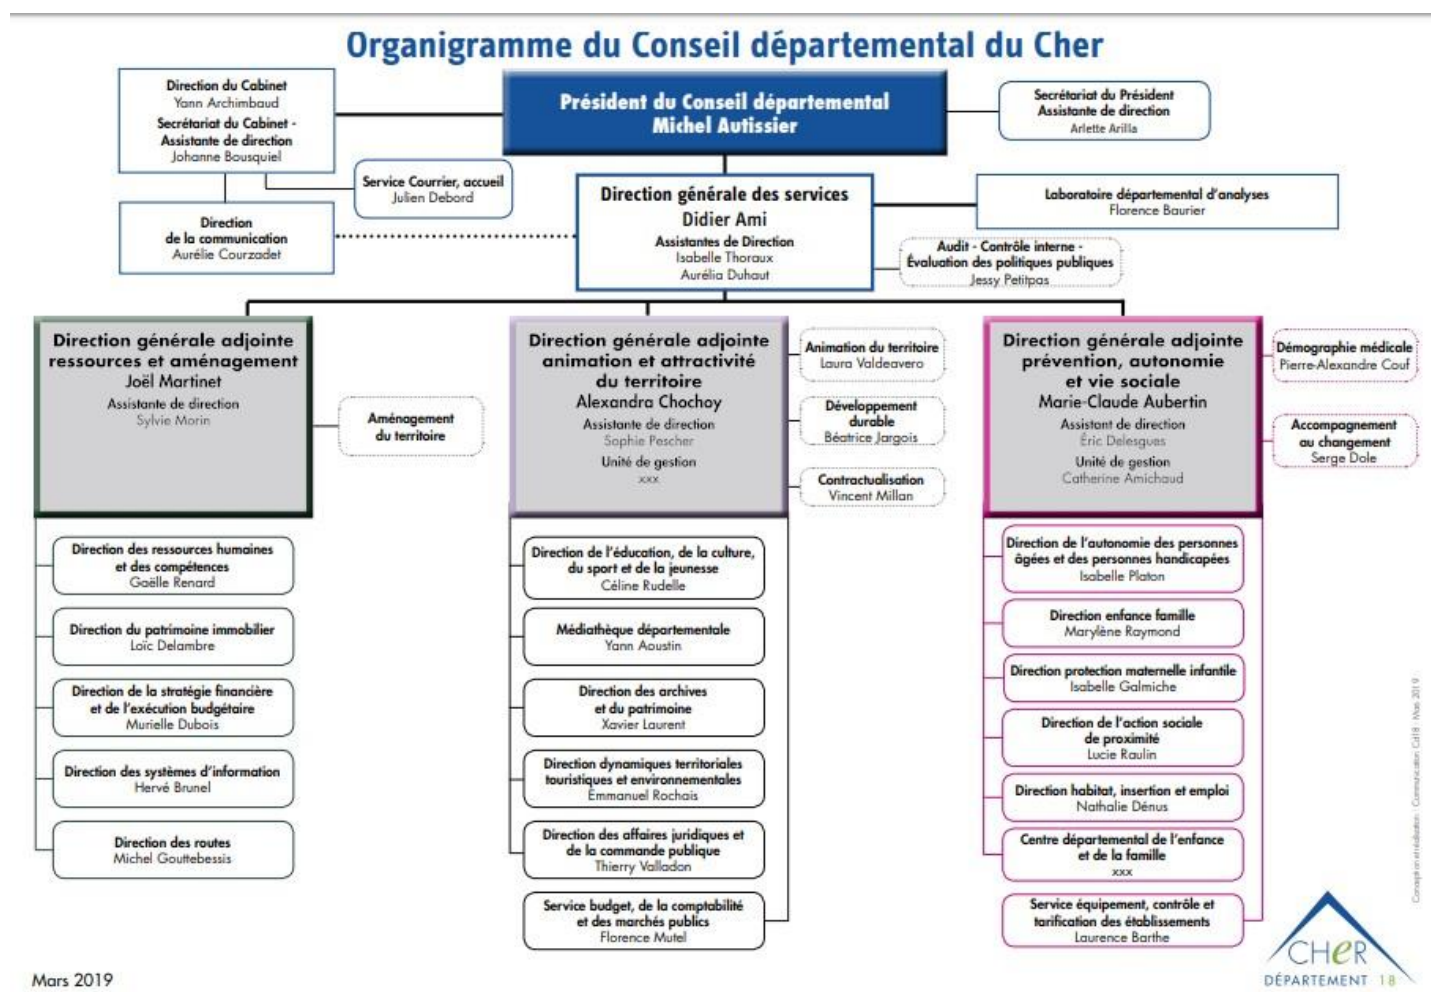 Organigramme du Conseil départemental du Cher
Direction du Cabinet
Yann Archimbaud
Secrétariat du Cabinet -
Assistante de direction
Johanne Bousquiel
Président du Conseil départemental
Michel Autissier
Secrétariat du Président
Assistante de direction
Arlette Arilla
Service Courrier, accueil
Julien Debord
Direction
de la communication
Aurélie Courzadet
Direction générale des services
Didier Ami
Assistantes de Direction
Isabelle Thoraux
Aurélia Duhaut
Laboratoire départemental d'analyses
Florence Baurier
Audit - Contrôle interne -
Évaluation des politiques publiques
Jessy Petitpas
Direction générale adjointe
ressources et aménagement
Joël Martinet
Assistante de direction
Sylvie Morin
Aménagement
du territoire
Direction des ressources humaines
et des compétences
Gaëlle Renard
Direction du patrimoine immobilier
Loïc Delambre
Direction de la stratégie financière
et de l'exécution budgétaire
Murielle Dubois
Direction des systèmes d'information
Hervé Brunel
Direction des routes
Michel Gouttebessis
Direction générale adjointe
animation et attractivité
du territoire
Alexandra Chochoy
Assistante de direction
Sophie Pescher
Unité de gestion
xxx
Animation du territoire
Laura Valdeavero
Développement
durable
Béatrice Jargois
Contractualisation
Vincent Millan
Direction de l'éducation, de la culture,
du sport et de la jeunesse
Céline Rudelle
Médiathèque départementale
Yann Aoustin
Direction des archives
et du patrimoine
Xavier Laurent
Direction dynamiques territoriales
touristiques et environnementales
Emmanuel Rochais
Direction des affaires juridiques et
de la commande publique
Thierry Valladon
Service budget, de la comptabilité
et des marchés publics
Florence Mutel
Direction générale adjointe
prévention, autonomie
et vie sociale
Marie-Claude Aubertin
Assistant de direction
Éric Delesgues
Unité de gestion
Catherine Amichaud
Démographie médicale
Pierre-Alexandre Couf
Accompagnement
au changement
Serge Dole
Direction de l'autonomie des personnes
âgées et des personnes handicapées
Isabelle Platon
Direction enfance famille
Marylène Raymond
Direction protection maternelle infantile
Isabelle Galmiche
Direction de l'action sociale
de proximité
Lucie Raulin
Direction habitat, insertion et emploi
Nathalie Dénus
Centre départemental de l'enfance
et de la famille
xxx
Service équipement, contrôle et
tarification des établissements
Laurence Barthe
Conception et réalisation : Communication Cd18 - Mars 2019
CHeR
DÉPARTEMENT 18
Mars 2019